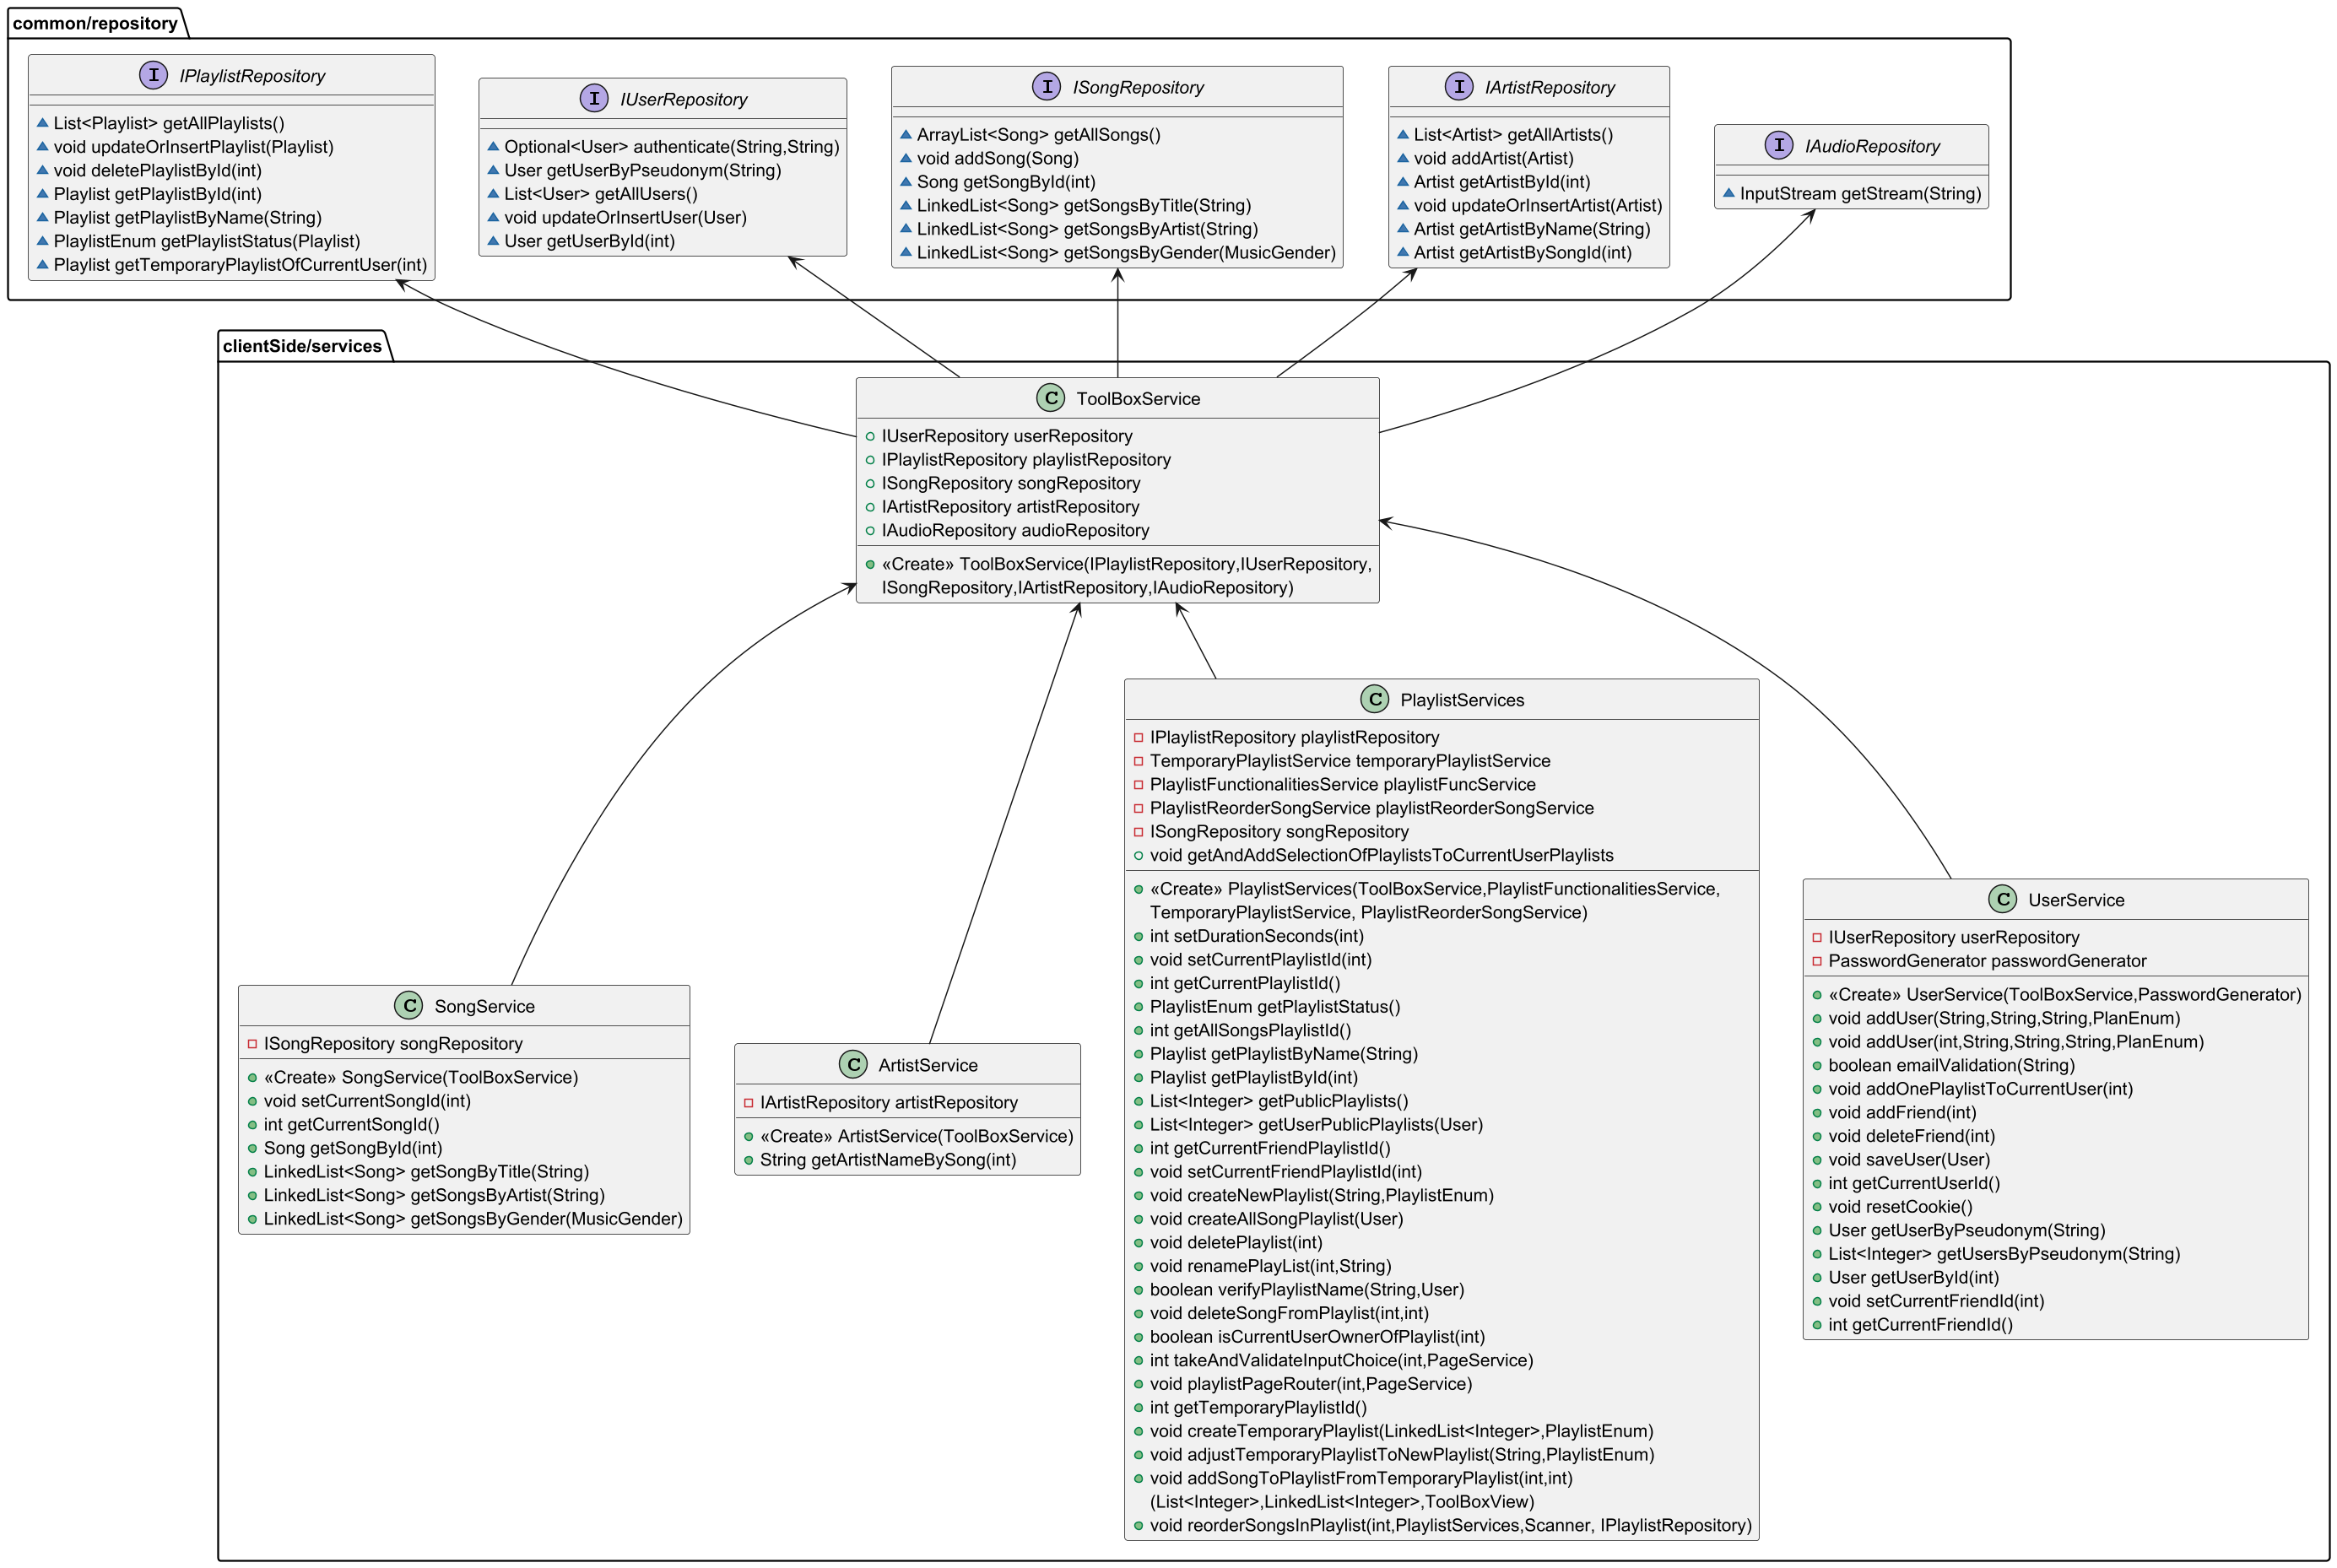 common/repository
I IPlaylistRepository
List<Playlist> getAllPlaylists()
void updateOrInsertPlaylist(Playlist)
void deletePlaylistById(int)
Playlist getPlaylistById(int)
Playlist getPlaylistByName(String)
PlaylistEnum getPlaylistStatus(Playlist)
Playlist getTemporaryPlaylistOfCurrentUser(int)
I IUserRepository
Optional<User> authenticate(String,String)
User getUserByPseudonym(String)
List<User> getAllUsers()
void updateOrInsertUser(User)
User getUserById(int)
I ISongRepository
ArrayList<Song> getAllSongs()
void addSong(Song)
Song getSongById(int)
LinkedList<Song> getSongsByTitle(String)
LinkedList<Song> getSongsByArtist(String)
LinkedList<Song> getSongsByGender(MusicGender)
I IArtistRepository
List<Artist> getAllArtists()
void addArtist(Artist)
Artist getArtistById(int)
void updateOrInsertArtist(Artist)
Artist getArtistByName(String)
Artist getArtistBySongId(int)
I IAudioRepository
InputStream getStream(String)
clientSide/services
C ToolBoxService
IUserRepository userRepository
IPlaylistRepository playlistRepository
ISongRepository songRepository
IArtistRepository artistRepository
IAudioRepository audioRepository
«Create» ToolBoxService(IPlaylistRepository,IUserRepository,
ISongRepository,IArtistRepository,IAudioRepository)
C SongService
ISongRepository songRepository
«Create» SongService(ToolBoxService)
void setCurrentSongId(int)
int getCurrentSongId()
Song getSongById(int)
LinkedList<Song> getSongByTitle(String)
LinkedList<Song> getSongsByArtist(String)
LinkedList<Song> getSongsByGender(MusicGender)
C ArtistService
IArtistRepository artistRepository
«Create» ArtistService(ToolBoxService)
String getArtistNameBySong(int)
C PlaylistServices
IPlaylistRepository playlistRepository
TemporaryPlaylistService temporaryPlaylistService
PlaylistFunctionalitiesService playlistFuncService
PlaylistReorderSongService playlistReorderSongService
ISongRepository songRepository
void getAndAddSelectionOfPlaylistsToCurrentUserPlaylists
«Create» PlaylistServices(ToolBoxService,PlaylistFunctionalitiesService,
TemporaryPlaylistService, PlaylistReorderSongService)
int setDurationSeconds(int)
void setCurrentPlaylistId(int)
int getCurrentPlaylistId()
PlaylistEnum getPlaylistStatus()
int getAllSongsPlaylistId()
Playlist getPlaylistByName(String)
Playlist getPlaylistById(int)
List<Integer> getPublicPlaylists()
List<Integer> getUserPublicPlaylists(User)
int getCurrentFriendPlaylistId()
void setCurrentFriendPlaylistId(int)
void createNewPlaylist(String,PlaylistEnum)
void createAllSongPlaylist(User)
void deletePlaylist(int)
void renamePlayList(int,String)
boolean verifyPlaylistName(String,User)
void deleteSongFromPlaylist(int,int)
boolean isCurrentUserOwnerOfPlaylist(int)
int takeAndValidateInputChoice(int,PageService)
void playlistPageRouter(int,PageService)
int getTemporaryPlaylistId()
void createTemporaryPlaylist(LinkedList<Integer>,PlaylistEnum)
void adjustTemporaryPlaylistToNewPlaylist(String,PlaylistEnum)
void addSongToPlaylistFromTemporaryPlaylist(int,int)
(List<Integer>,LinkedList<Integer>,ToolBoxView)
void reorderSongsInPlaylist(int,PlaylistServices,Scanner, IPlaylistRepository)
C UserService
IUserRepository userRepository
PasswordGenerator passwordGenerator
«Create» UserService(ToolBoxService,PasswordGenerator)
void addUser(String,String,String,PlanEnum)
void addUser(int,String,String,String,PlanEnum)
boolean emailValidation(String)
void addOnePlaylistToCurrentUser(int)
void addFriend(int)
void deleteFriend(int)
void saveUser(User)
int getCurrentUserId()
void resetCookie()
User getUserByPseudonym(String)
List<Integer> getUsersByPseudonym(String)
User getUserById(int)
void setCurrentFriendId(int)
int getCurrentFriendId()